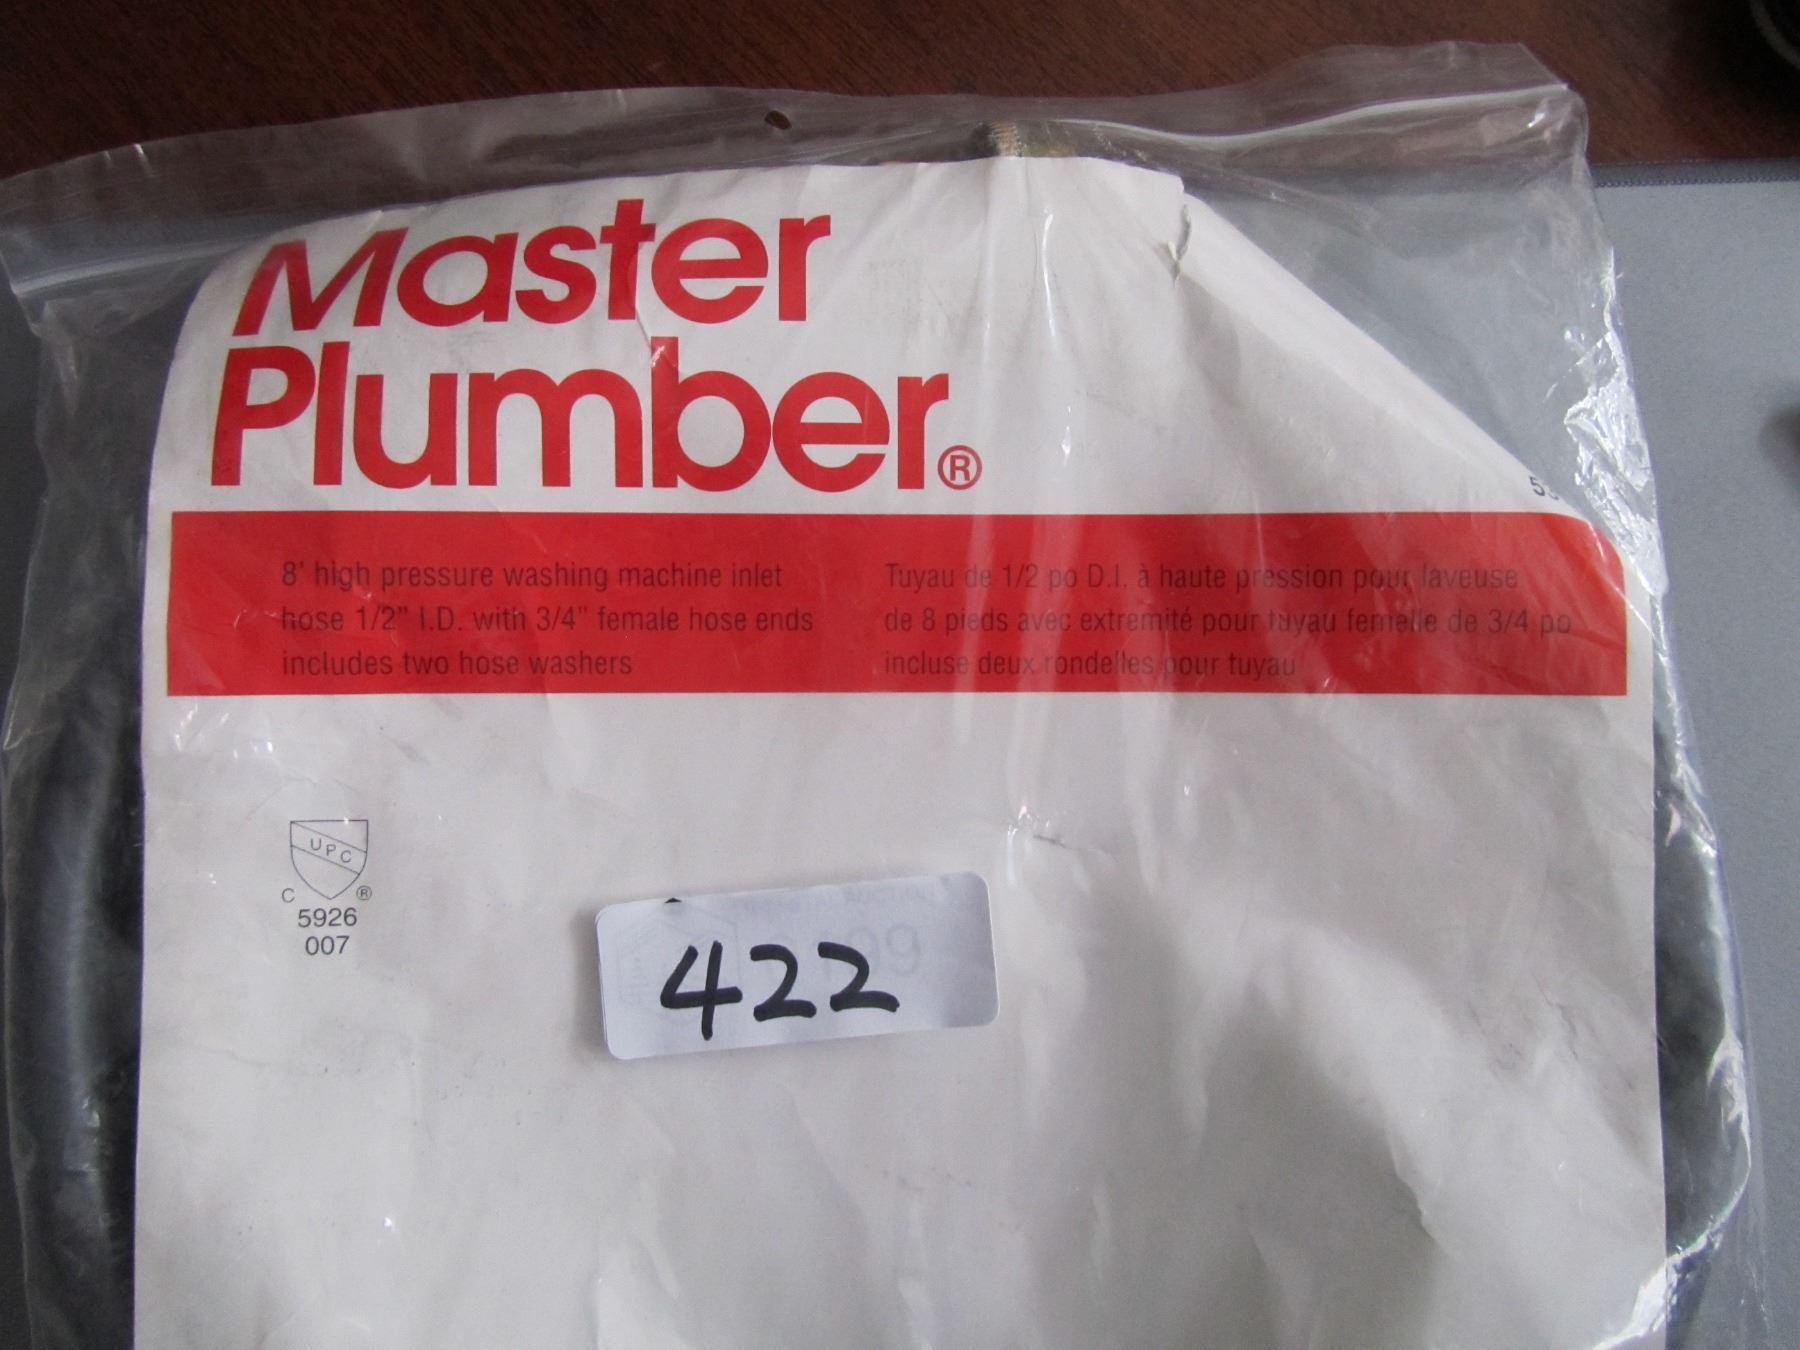 Master
Plumber®
8' high pressure washing machine inlet
hose 1/2" I.D. with 3/4" female hose ends
includes two hose washers
Tuyau de 1/2 po D.I. à haute pression pour laveuse
de 8 pieds avec extremité pour tuyau femelle de 3/4 po
incluse deux rondelles pour tuyau
UPC
C ®
5926
007
422